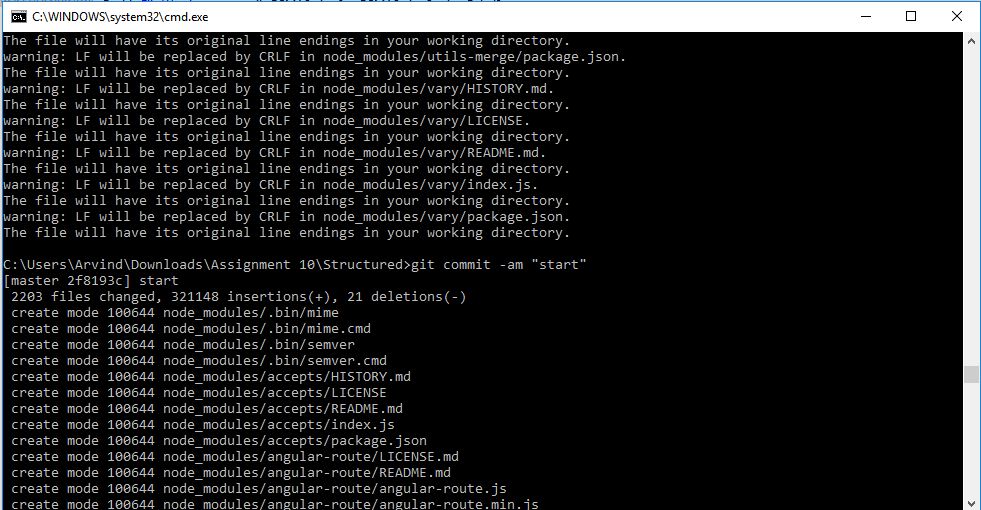 C:\WINDOWS\system32\cmd.exe
The file will have its original line endings in your working directory.
warning: LF will be replaced by CRLF in node_modules/utils-merge/package.json.
The file will have its original line endings in your working directory.
warning: LF will be replaced by CRLF in node_modules/vary/HISTORY.md.
The file will have its original line endings in your working directory.
warning: LF will be replaced by CRLF in node_modules/vary/LICENSE.
The file will have its original line endings in your working directory.
warning: LF will be replaced by CRLF in node_modules/vary/README.md.
The file will have its original line endings in your working directory.
warning: LF will be replaced by CRLF in node_modules/vary/index.js.
The file will have its original line endings in your working directory.
warning: LF will be replaced by CRLF in node_modules/vary/package.json.
The file will have its original line endings in your working directory.
C:\Users\Arvind\Downloads\Assignment 10\Structured>git commit -am "start"
[master 2f8193c] start
2203 files changed, 321148 insertions(+), 21 deletions(-)
create mode 100644 node_modules/.bin/mime
create mode 100644 node_modules/.bin/mime.cmd
create mode 100644 node_modules/.bin/semver
create mode 100644 node_modules/.bin/semver.cmd
create mode 100644 node_modules/accepts/HISTORY.md
create mode 100644 node_modules/accepts/LICENSE
create mode 100644 node_modules/accepts/README.md
create mode 100644 node_modules/accepts/index.js
create mode 100644 node_modules/accepts/package.json
create mode 100644 node_modules/angular-route/LICENSE.md
create mode 100644 node_modules/angular-route/README.md
create mode 100644 node_modules/angular-route/angular-route.js
create mode 100644 node_modules/angular-route/angular-route.min.js